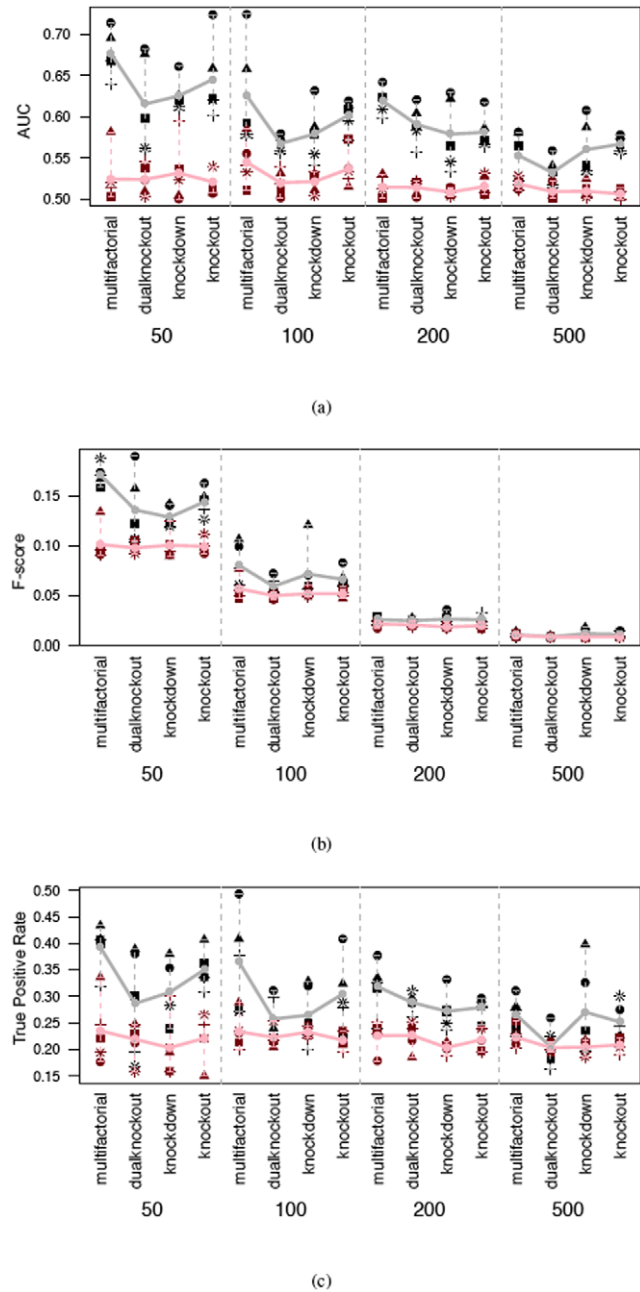 AUC
0.70
0.65
0.60
0.55
0.50
multifactorial dualknockout knockdown knockout multifactorial dualknockout knockdown knockout multifactorial dualknockout knockdown knockout multifactorial dualknockout knockdown knockout
50 100 200 500
(a)
F-score
0.15
0.10
0.05
0.00
multifactorial dualknockout knockdown knockout multifactorial dualknockout knockdown knockout multifactorial dualknockout knockdown knockout multifactorial dualknockout knockdown knockout
50 100 200 500
(b)
True Positive Rate
0.50
0.45
0.40
0.35
0.30
0.25
0.20
0.15
multifactorial dualknockout knockdown knockout multifactorial dualknockout knockdown knockout multifactorial dualknockout knockdown knockout multifactorial dualknockout knockdown knockout
50 100 200 500
(c)